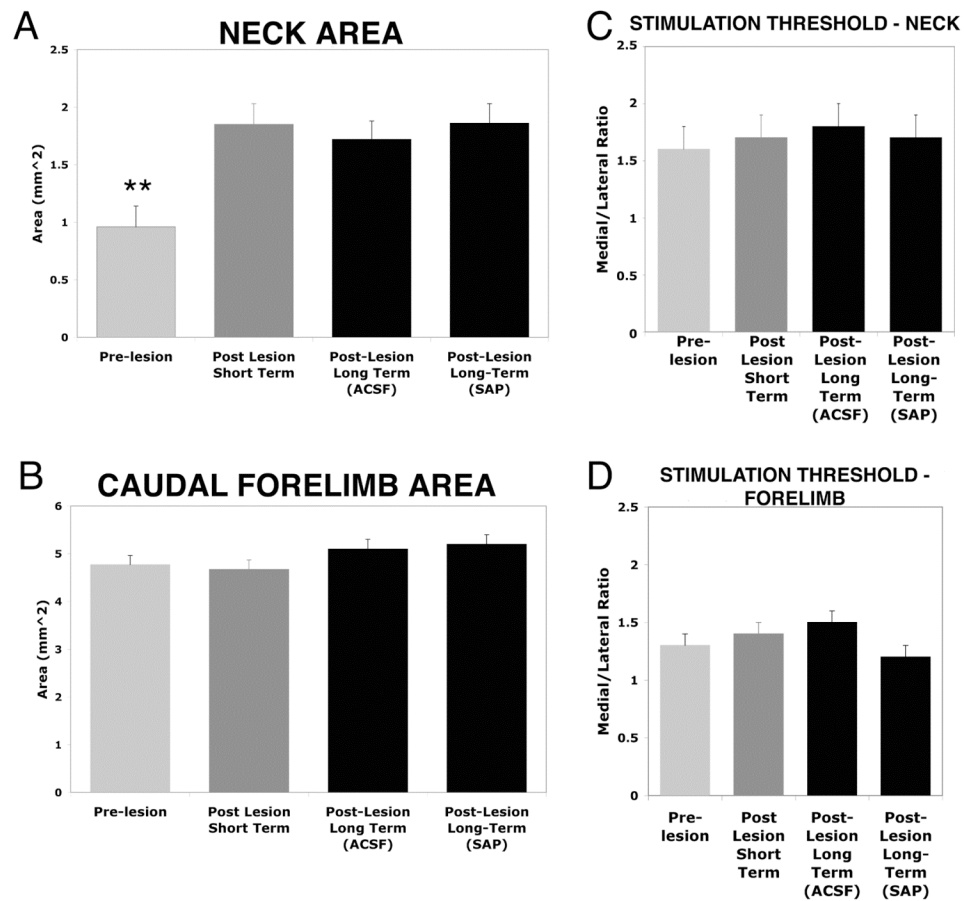 A
NECK AREA
2.5
2
1.5
1
0.5
0
Area (mm^2)
**
Pre-lesion
Post Lesion
Short Term
Post-Lesion
Long Term
(ACSF)
Post-Lesion
Long-Term
(SAP)
C
STIMULATION THRESHOLD - NECK
2.5
2
1.5
1
0.5
0
Medial/Lateral Ratio
Pre-
lesion
Post
Lesion
Short
Term
Post-
Lesion
Long
Term
(ACSF)
Post-
Lesion
Long-
Term
(SAP)
B
CAUDAL FORELIMB AREA
6
5
4
3
2
1
0
Area (mm^2)
Pre-lesion
Post Lesion
Short Term
Post-Lesion
Long Term
(ACSF)
Post-Lesion
Long-Term
(SAP)
D
STIMULATION THRESHOLD -
FORELIMB
2.5
2
1.5
1
0.5
0
Medial/Lateral Ratio
Pre-
lesion
Post
Lesion
Short
Term
Post-
Lesion
Long
Term
(ACSF)
Post-
Lesion
Long-
Term
(SAP)